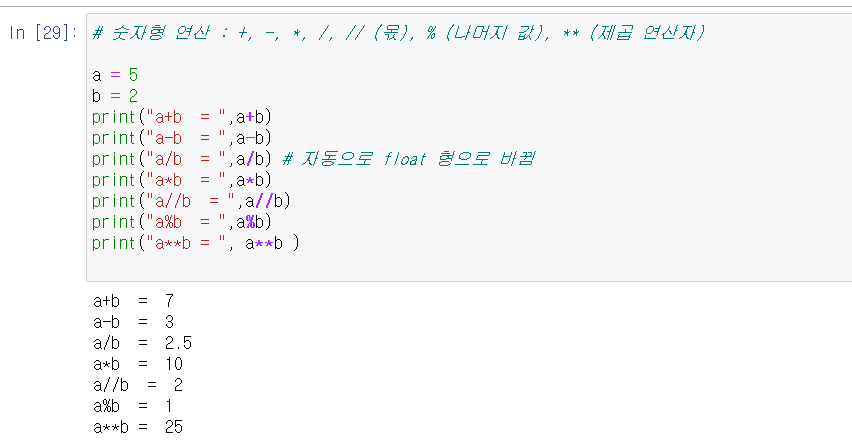 In [29]: # 숫자형 연산 : +, -, *, /, // (몫), % (나머지 값), ** (제곱 연산자)
a = 5
b = 2
print("a+b  = ",a+b)
print("a-b  = ",a-b)
print("a/b  = ",a/b) # 자동으로 float 형으로 바뀜
print("a*b  = ",a*b)
print("a//b  = ",a//b)
print("a%b  = ",a%b)
print("a**b = ", a**b )
a+b  =  7
a-b  =  3
a/b  =  2.5
a*b  =  10
a//b  =  2
a%b  =  1
a**b =  25